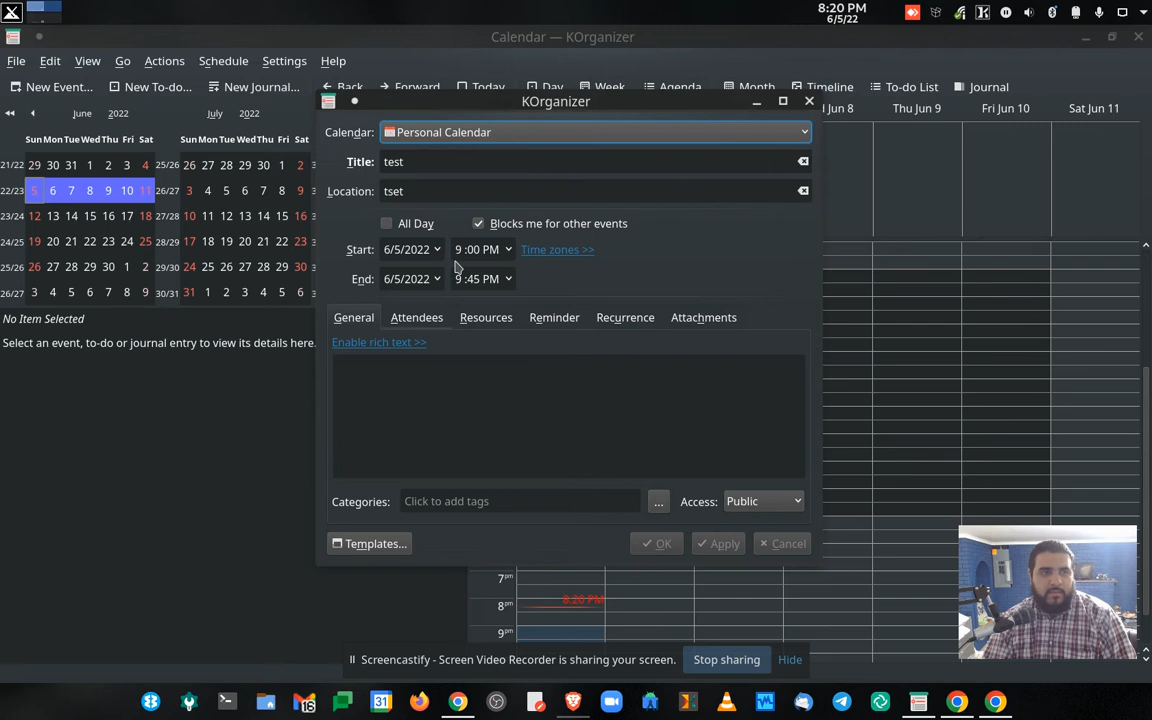 8:20 PM
6/5/22
Calendar — KOrganizer
File Edit View Go Actions Schedule Settings Help
New Event... New To-do... New Journal... Back Forward Today Day Week Agenda Month Timeline To-do List Journal
KOrganizer
June 2022 July 2022
Jun 8 Thu Jun 9 Fri Jun 10 Sat Jun 11
Sun Mon Tue Wed Thu Fri Sat Sun Mon Tue Wed Thu Fri Sat
21/22 29 30 31 1 2 3 4 25/26 26 27 28 29 30 1 2
22/23 5 6 7 8 9 10 11 26/27 3 4 5 6 7 8 9
23/24 12 13 14 15 16 17 18 27/28 10 11 12 13 14 15 16
24/25 19 20 21 22 23 24 25 28/29 17 18 19 20 21 22 23
25/26 26 27 28 29 30 1 2 29/30 24 25 26 27 28 29 30
26/27 3 4 5 6 7 8 9 30/31 31 1 2 3 4 5 6
No Item Selected
Select an event, to-do or journal entry to view its details here.
Calendar: Personal Calendar
Title: test
Location: tset
All Day Blocks me for other events
Start: 6/5/2022 9:00 PM Time zones >>
End: 6/5/2022 9:45 PM
General Attendees Resources Reminder Recurrence Attachments
Enable rich text >>
Categories: Click to add tags ... Access: Public
Templates... OK Apply Cancel
7pm
8pm 8:20 PM
9pm
Screencastify - Screen Video Recorder is sharing your screen. Stop sharing Hide
16
31